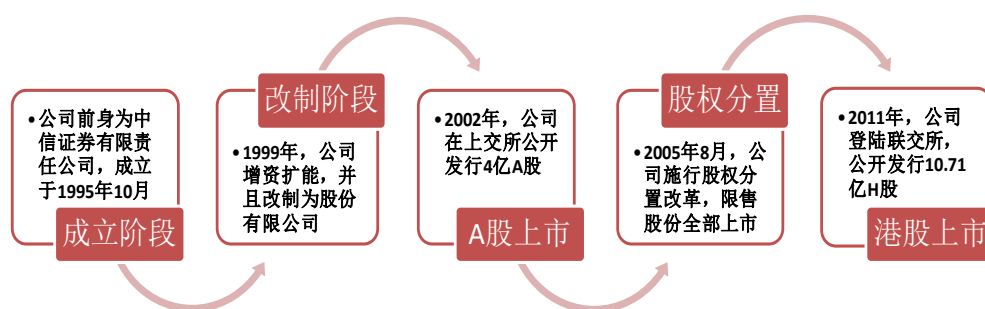 •公司前身为中
信证券有限责
任公司，成立
于1995年10月
成立阶段
改制阶段
•1999年，公司
增资扩能，并
且改制为股份
有限公司
•2002年，公司
在上交所公开
发行4亿A股
A股上市
股权分置
•2005年8月，公
司施行股权分
置改革，限售
股份全部上市
•2011年，公司
登陆联交所，
公开发行10.71
亿H股
港股上市